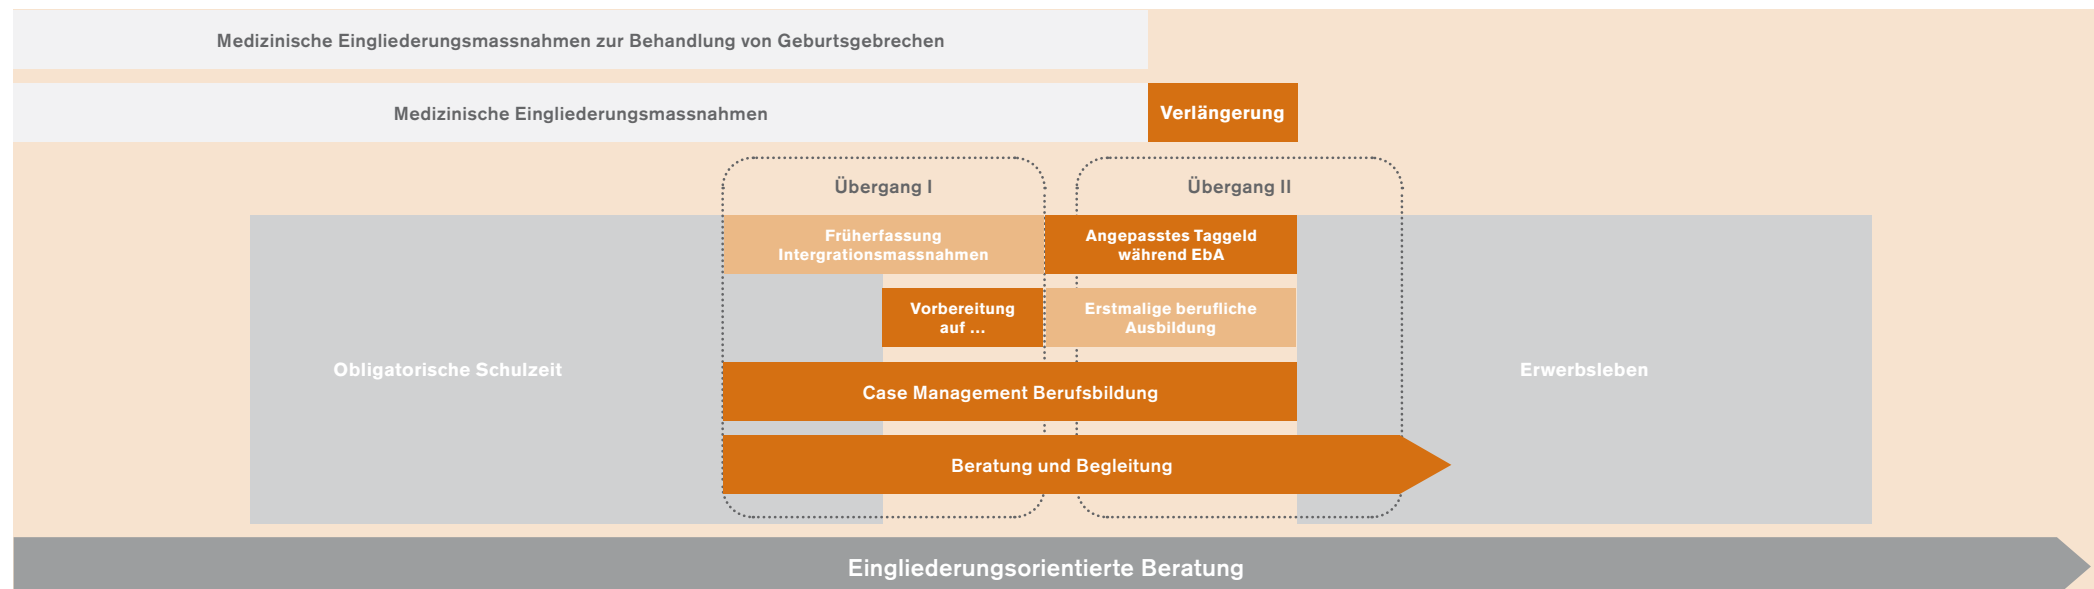 Medizinische Eingliederungsmassnahmen zur Behandlung von Geburtsgebrechen
Medizinische Eingliederungsmassnahmen
Verlängerung
Übergang I
Übergang II
Früherfassung
Intergrationsmassnahmen
Angepasstes Taggeld
während EbA
Vorbereitung
auf ...
Erstmalige berufliche
Ausbildung
Obligatorische Schulzeit
Erwerbsleben
Case Management Berufsbildung
Beratung und Begleitung
Eingliederungsorientierte Beratung